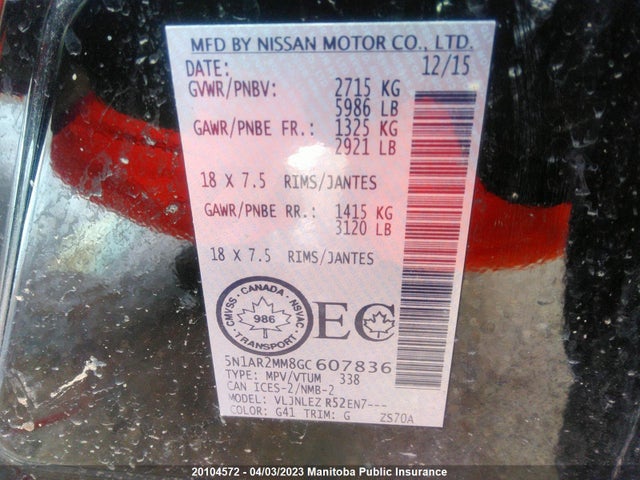 MFD BY NISSAN MOTOR CO., LTD.
DATE: 12/15
GVWR/PNBV: 2715 KG
5986 LB
GAWR/PNBE FR.: 1325 KG
2921 LB
18 X 7.5 RIMS/JANTES
GAWR/PNBE RR.: 1415 KG
3120 LB
18 X 7.5 RIMS/JANTES
CMVSS · CANADA · NSVAC
986
TRANSPORT
EC
5N1AR2MM8GC607836
TYPE: MPV/VTUM 338
CAN ICES-2/NMB-2
MODEL: VLJNLEZ R52EN7---
COLOR: G41 TRIM: G ZS70A
20104572 - 04/03/2023 Manitoba Public Insurance